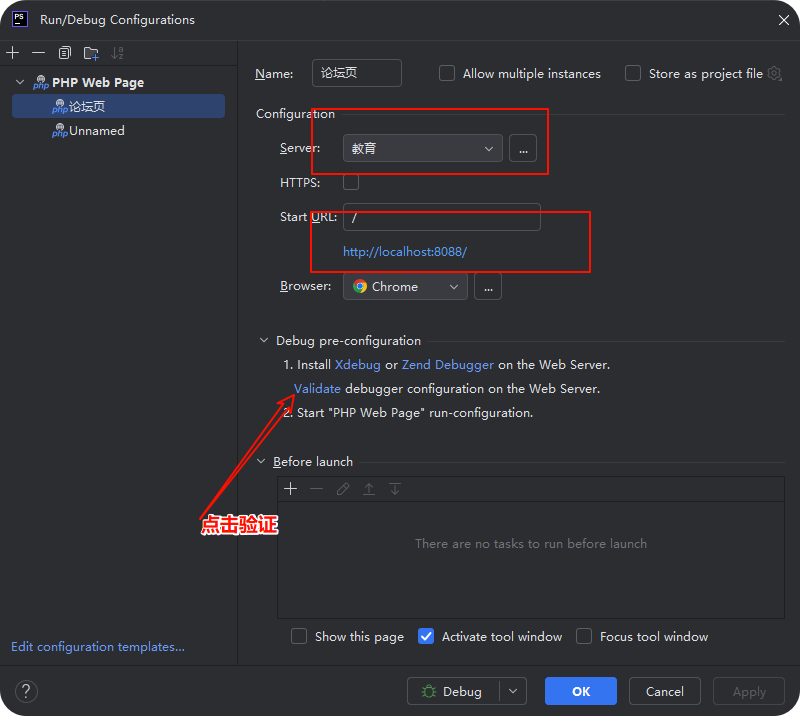 PS Run/Debug Configurations
PHP Web Page
php 论坛页
php Unnamed
Name: 论坛页 Allow multiple instances Store as project file
Configuration
Server: 教育 ...
HTTPS:
Start URL: /
http://localhost:8088/
Browser: Chrome ...
Debug pre-configuration
1. Install Xdebug or Zend Debugger on the Web Server.
Validate debugger configuration on the Web Server.
2. Start "PHP Web Page" run-configuration.
Before launch
点击验证
There are no tasks to run before launch
Show this page Activate tool window Focus tool window
Edit configuration templates...
? Debug OK Cancel Apply